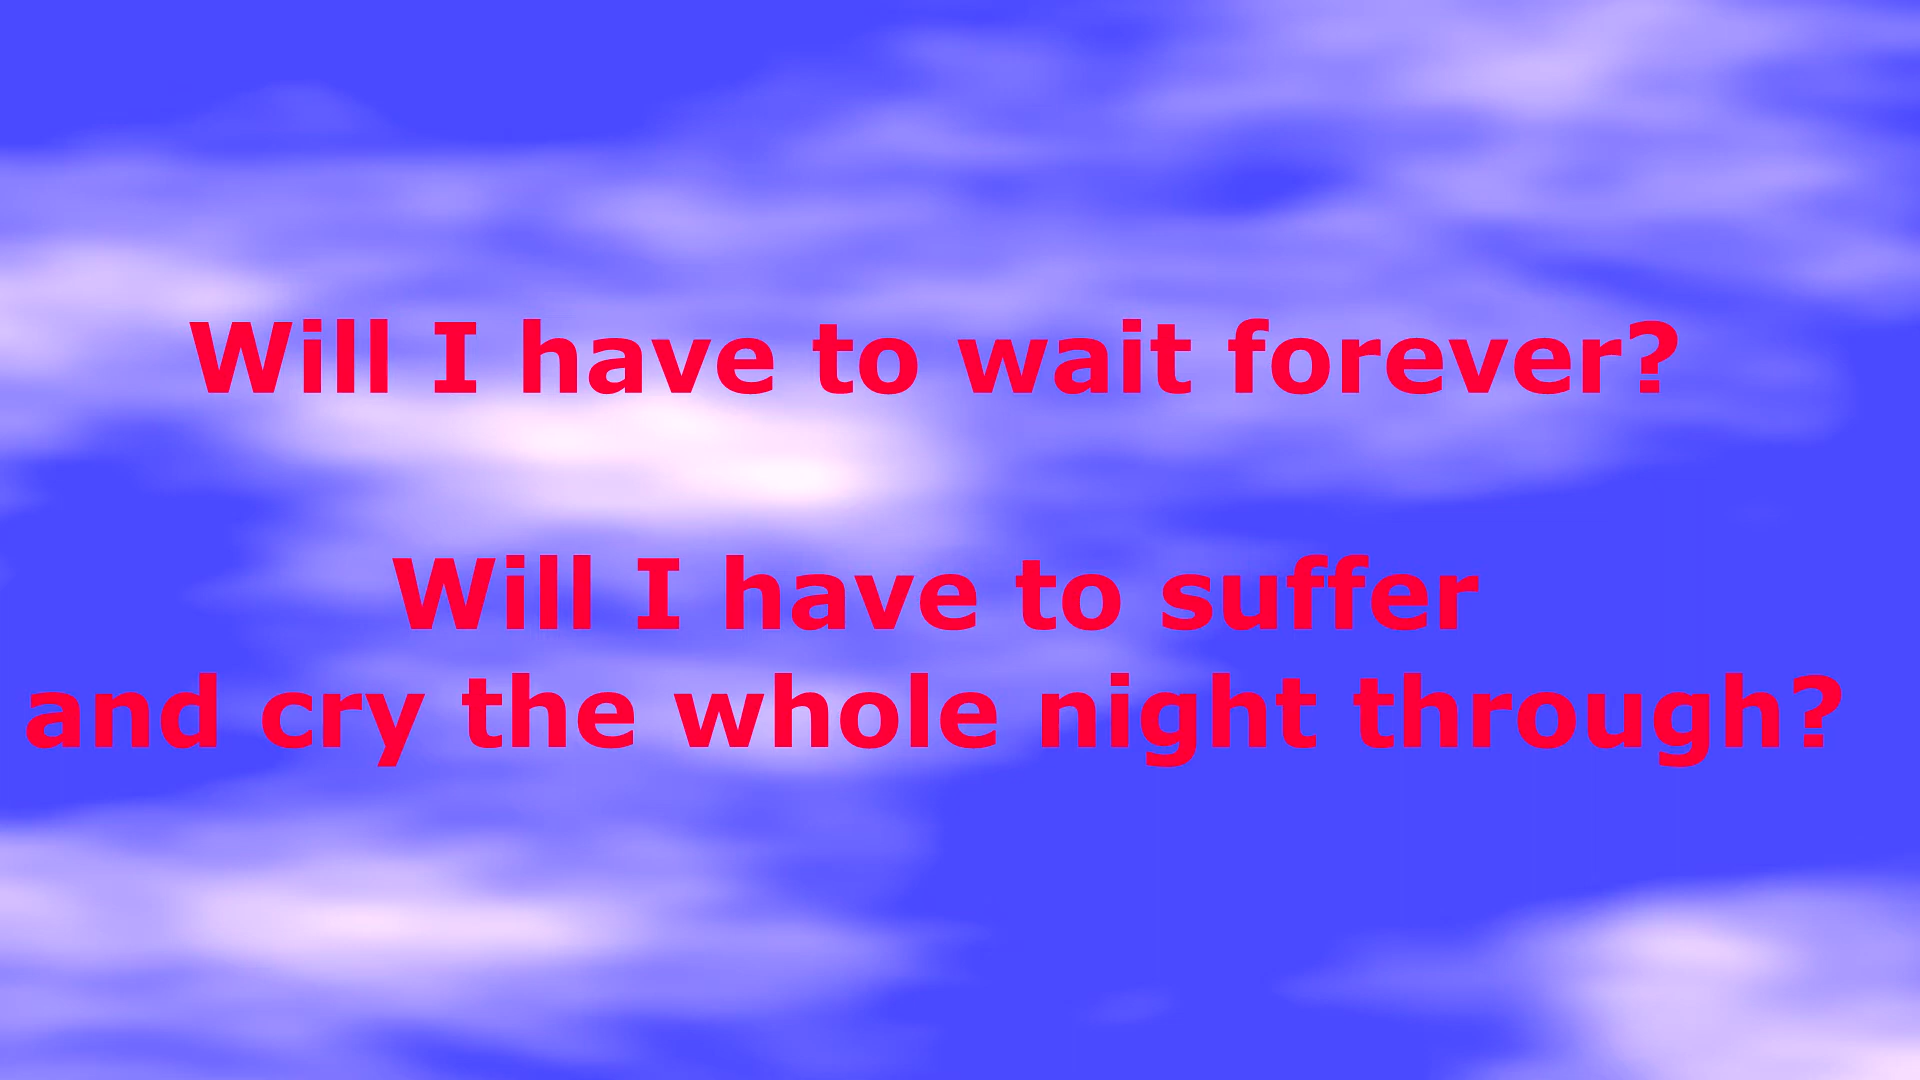 Will I have to wait forever?
Will I have to suffer
and cry the whole night through?